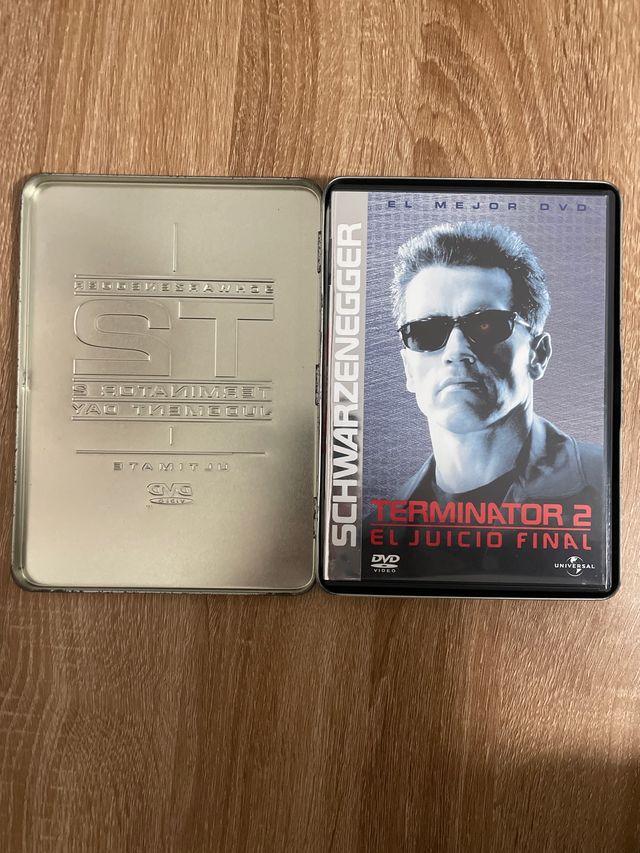 SCHWARZENEGGER
T2
TERMINATOR 2
JUDGMENT DAY
ULTIMATE
DVD
VIDEO
EL MEJOR DVD
SCHWARZENEGGER
TERMINATOR 2
EL JUICIO FINAL
DVD
VIDEO
UNIVERSAL